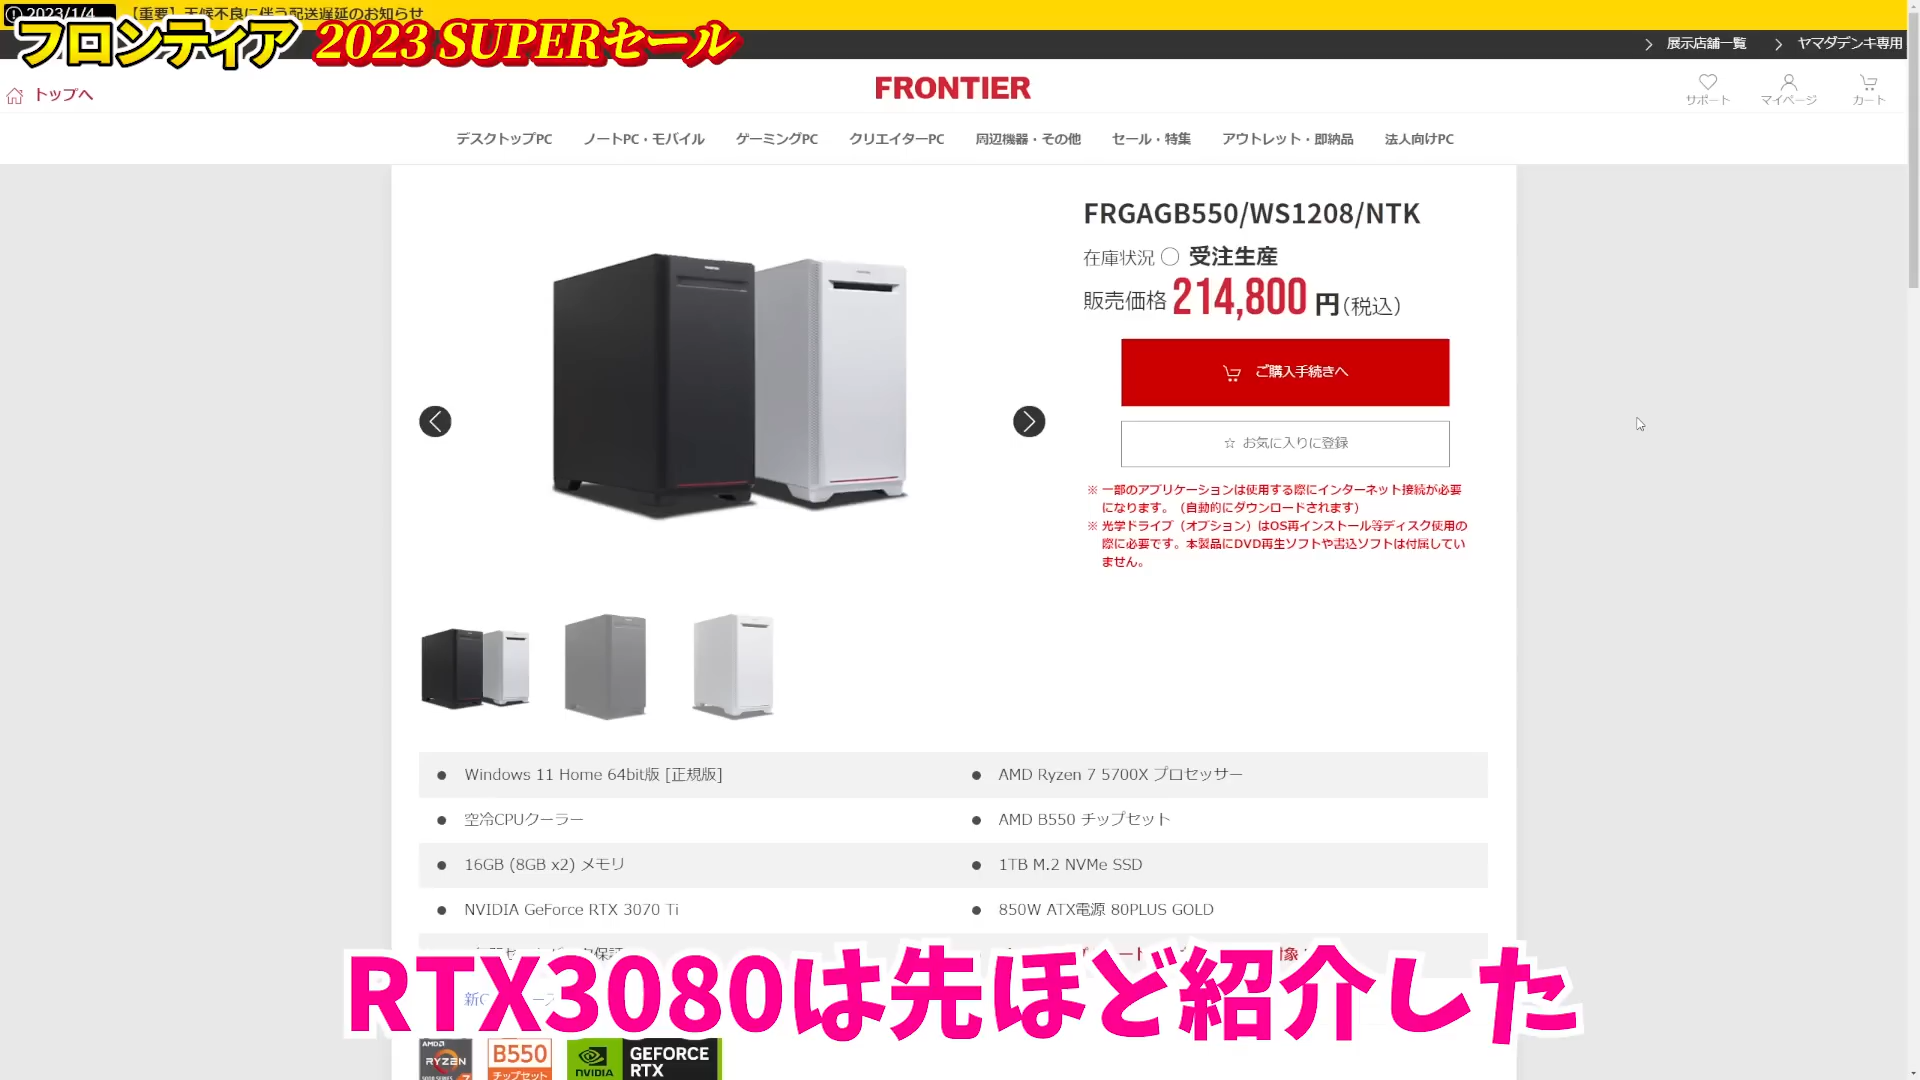 2023/1/4 【重要】天候不良に伴う配送遅延のお知らせ
フロンティア 2023 SUPERセール
展示店舗一覧 ヤマダデンキ専用
トップへ
FRONTIER
サポート マイページ カート
デスクトップPC ノートPC・モバイル ゲーミングPC クリエイターPC 周辺機器・その他 セール・特集 アウトレット・即納品 法人向けPC
FRGAGB550/WS1208/NTK
在庫状況 〇 受注生産
販売価格 214,800 円(税込)
ご購入手続きへ
☆ お気に入りに登録
※ 一部のアプリケーションは使用する際にインターネット接続が必要
になります。（自動的にダウンロードされます）
※ 光学ドライブ（オプション）はOS再インストール等ディスク使用の
際に必要です。本製品にDVD再生ソフトや書込ソフトは付属してい
ません。
● Windows 11 Home 64bit版 [正規版] ● AMD Ryzen 7 5700X プロセッサー
● 空冷CPUクーラー ● AMD B550 チップセット
● 16GB (8GB x2) メモリ ● 1TB M.2 NVMe SSD
● NVIDIA GeForce RTX 3070 Ti ● 850W ATX電源 80PLUS GOLD
RTX3080は先ほど紹介した
AMD RYZEN 7
B550 チップセット
NVIDIA GEFORCE RTX